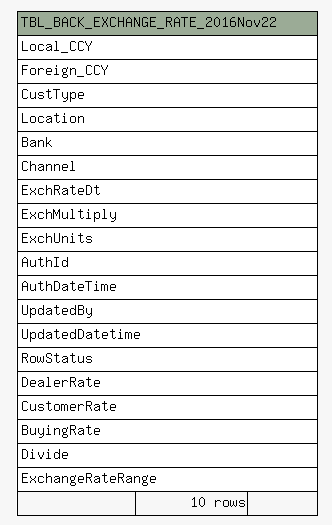 TBL_BACK_EXCHANGE_RATE_2016Nov22
Local_CCY
Foreign_CCY
CustType
Location
Bank
Channel
ExchRateDt
ExchMultiply
ExchUnits
AuthId
AuthDateTime
UpdatedBy
UpdatedDatetime
RowStatus
DealerRate
CustomerRate
BuyingRate
Divide
ExchangeRateRange
10 rows